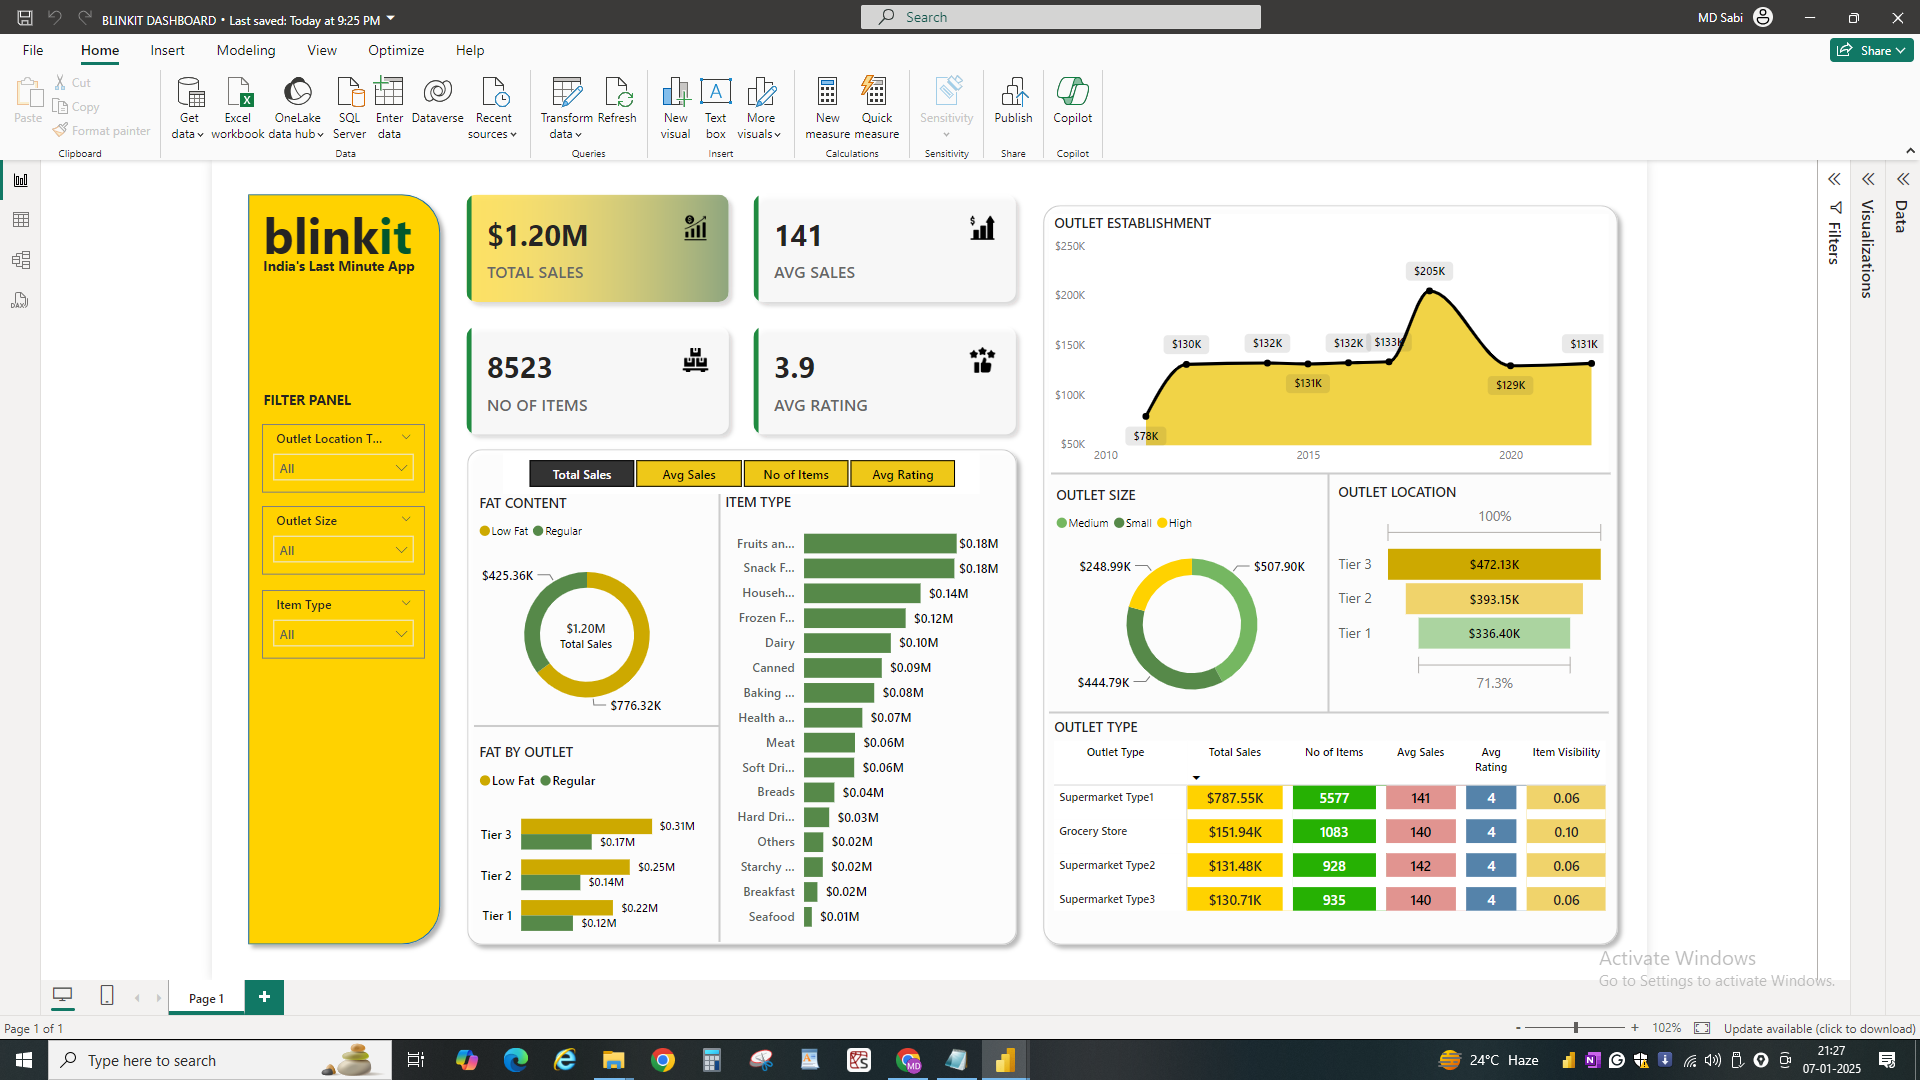 BLINKIT DASHBOARD • Last saved: Today at 9:25 PM
Search
MD Sabi
File Home Insert Modeling View Optimize Help
Share
Paste
Cut
Copy
Format painter
Clipboard
Get data
Excel workbook
OneLake data hub
SQL Server
Enter data
Dataverse
Recent sources
Data
Transform data
Refresh
Queries
New visual
Text box
More visuals
Insert
New measure
Quick measure
Calculations
Sensitivity
Sensitivity
Publish
Share
Copilot
Copilot
blinkit
India's Last Minute App
FILTER PANEL
Outlet Location T...
All
Outlet Size
All
Item Type
All
$1.20M
TOTAL SALES
141
AVG SALES
8523
NO OF ITEMS
3.9
AVG RATING
Total Sales Avg Sales No of Items Avg Rating
FAT CONTENT
Low Fat Regular
$425.36K
$1.20M
Total Sales
$776.32K
FAT BY OUTLET
Low Fat Regular
Tier 3 $0.31M
$0.17M
Tier 2 $0.25M
$0.14M
Tier 1 $0.22M
$0.12M
ITEM TYPE
Fruits an... $0.18M
Snack F... $0.18M
Househ... $0.14M
Frozen F... $0.12M
Dairy $0.10M
Canned $0.09M
Baking ... $0.08M
Health a... $0.07M
Meat $0.06M
Soft Dri... $0.06M
Breads $0.04M
Hard Dri... $0.03M
Others $0.02M
Starchy ... $0.02M
Breakfast $0.02M
Seafood $0.01M
OUTLET ESTABLISHMENT
$250K
$200K
$150K
$100K
$50K
$78K
$130K
$132K
$131K
$132K
$133K
$205K
$129K
$131K
2010 2015 2020
OUTLET SIZE
Medium Small High
$248.99K
$507.90K
$444.79K
OUTLET LOCATION
100%
Tier 3 $472.13K
Tier 2 $393.15K
Tier 1 $336.40K
71.3%
OUTLET TYPE
Outlet Type Total Sales No of Items Avg Sales Avg Rating Item Visibility
Supermarket Type1 $787.55K 5577 141 4 0.06
Grocery Store $151.94K 1083 140 4 0.10
Supermarket Type2 $131.48K 928 142 4 0.06
Supermarket Type3 $130.71K 935 140 4 0.06
Filters
Visualizations
Data
Activate Windows
Go to Settings to activate Windows.
Page 1
+
Page 1 of 1
- + 102%
Update available (click to download)
Type here to search
24°C Haze
21:27
07-01-2025